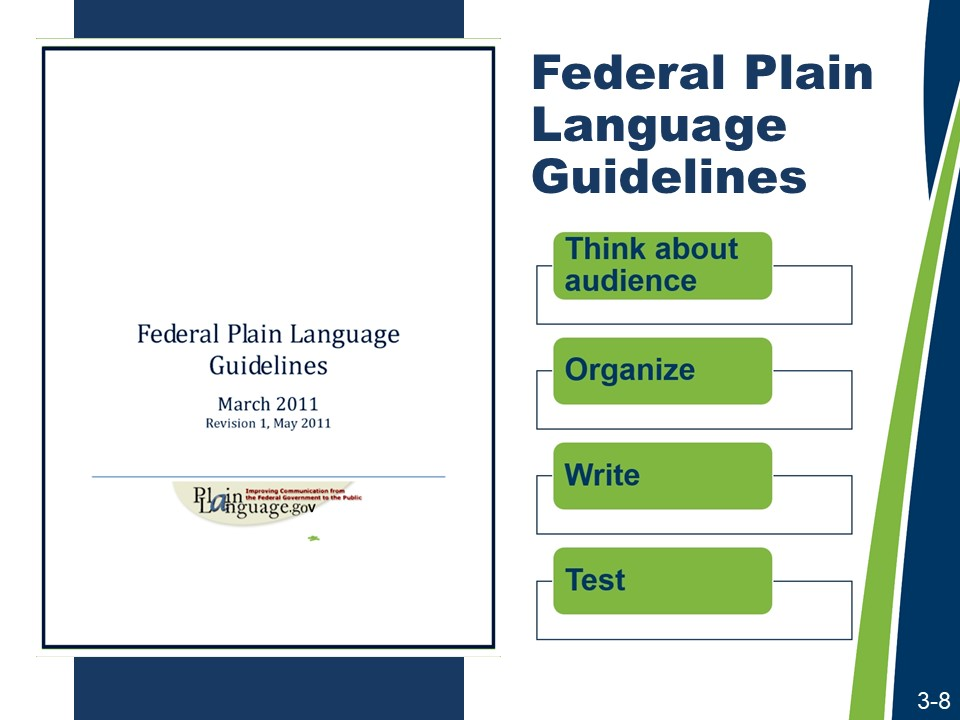 Federal Plain
Language
Guidelines
Federal Plain Language
Guidelines
March 2011
Revision 1, May 2011
Plain
Language.gov
Improving Communication from
the Federal Government to the Public
Think about
audience
Organize
Write
Test
3-8